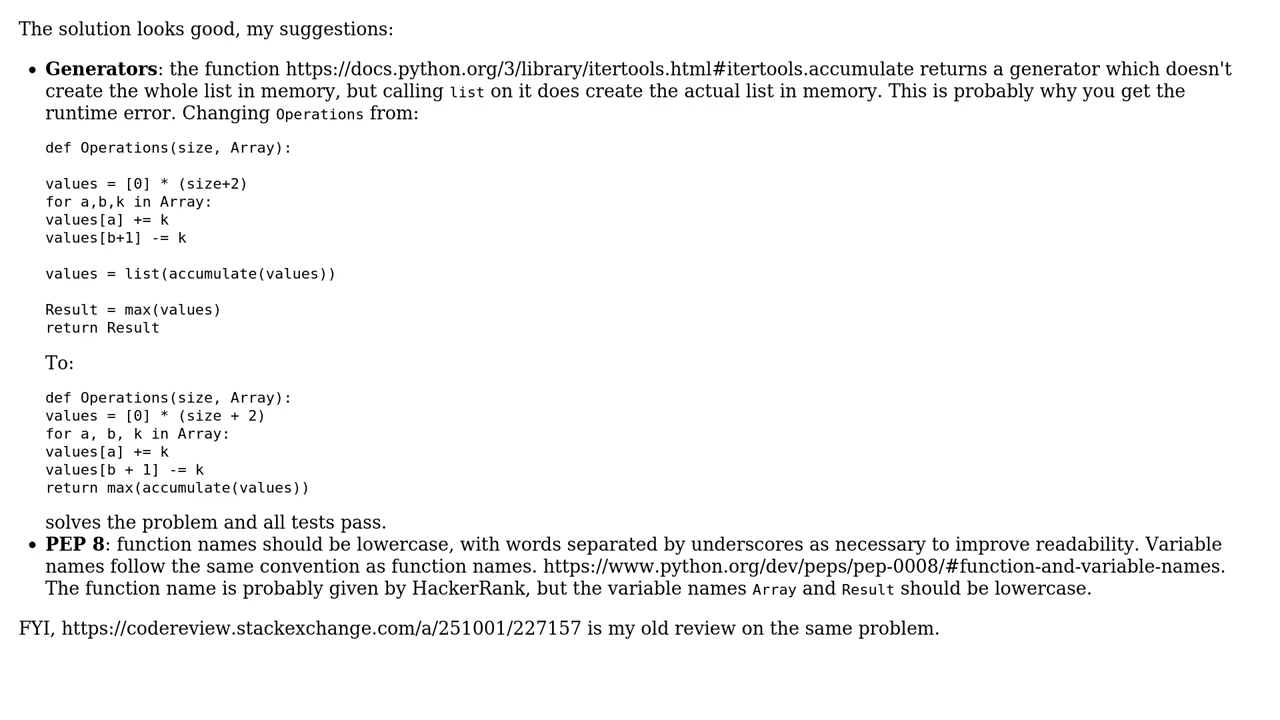 The solution looks good, my suggestions:
• Generators: the function https://docs.python.org/3/library/itertools.html#itertools.accumulate returns a generator which doesn't
create the whole list in memory, but calling list on it does create the actual list in memory. This is probably why you get the
runtime error. Changing Operations from:
def Operations(size, Array):
values = [0] * (size+2)
for a,b,k in Array:
values[a] += k
values[b+1] -= k
values = list(accumulate(values))
Result = max(values)
return Result
To:
def Operations(size, Array):
values = [0] * (size + 2)
for a, b, k in Array:
values[a] += k
values[b + 1] -= k
return max(accumulate(values))
solves the problem and all tests pass.
• PEP 8: function names should be lowercase, with words separated by underscores as necessary to improve readability. Variable
names follow the same convention as function names. https://www.python.org/dev/peps/pep-0008/#function-and-variable-names.
The function name is probably given by HackerRank, but the variable names Array and Result should be lowercase.
FYI, https://codereview.stackexchange.com/a/251001/227157 is my old review on the same problem.